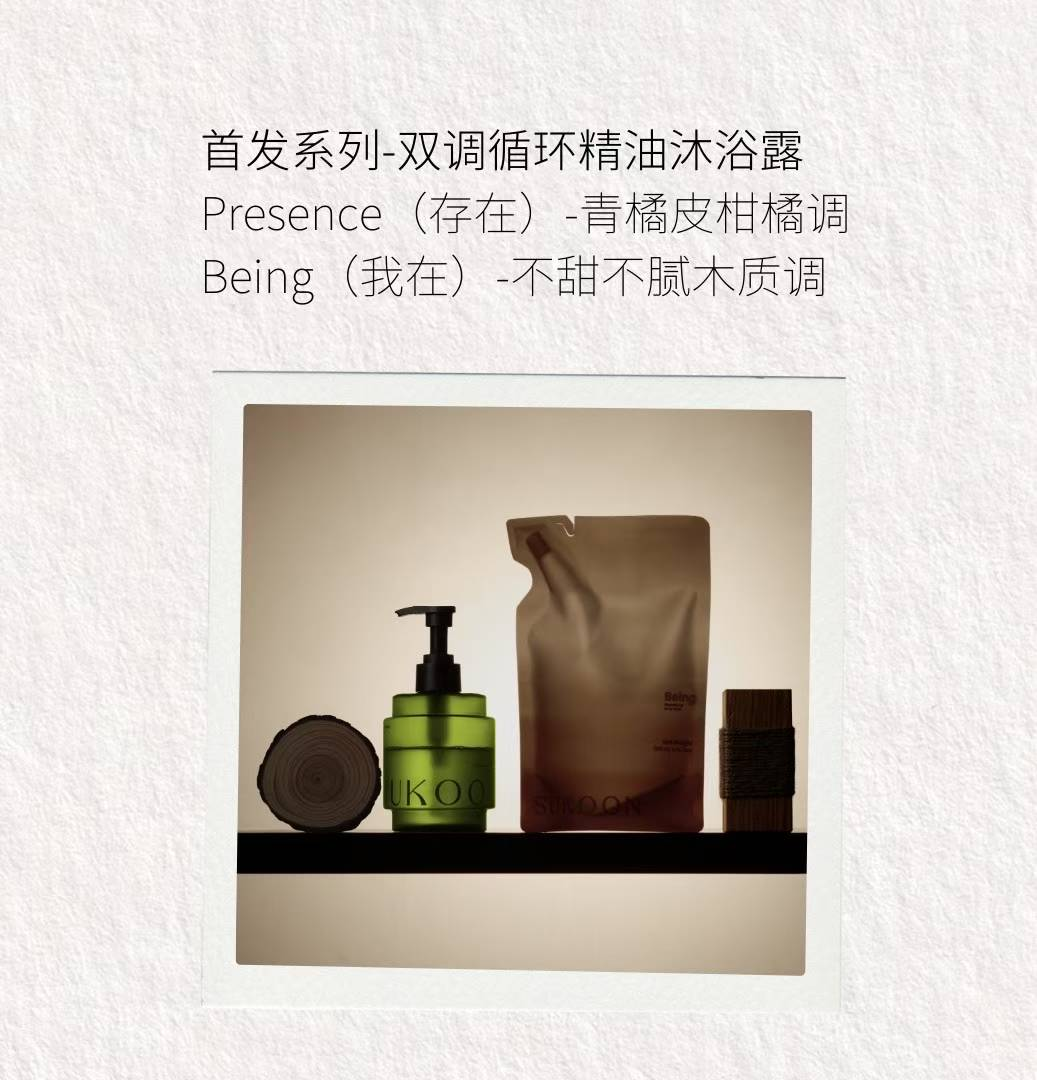 首发系列-双调循环精油沐浴露
Presence（存在）-青橘皮柑橘调
Being（我在）-不甜不腻木质调
UKOO
Being
SUKOON